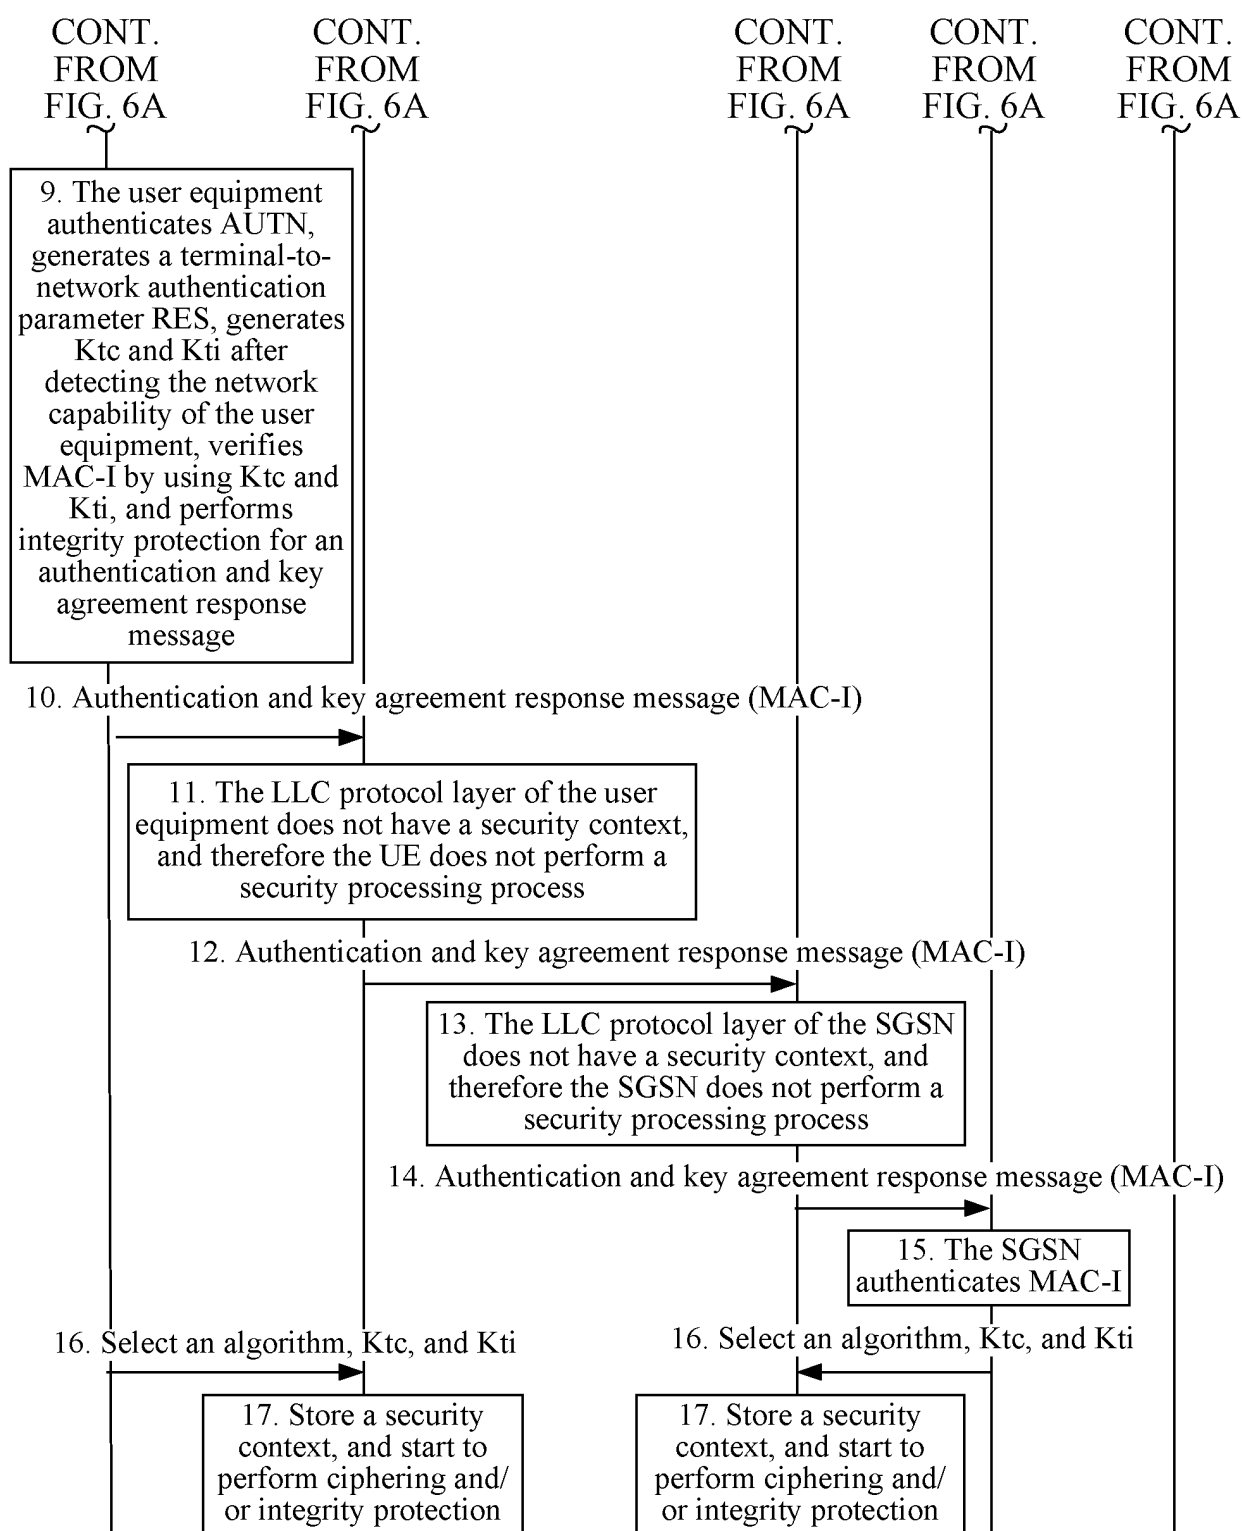 CONT.
FROM
FIG. 6A
CONT.
FROM
FIG. 6A
CONT.
FROM
FIG. 6A
CONT.
FROM
FIG. 6A
CONT.
FROM
FIG. 6A
9. The user equipment
authenticates AUTN,
generates a terminal-to-
network authentication
parameter RES, generates
Ktc and Kti after
detecting the network
capability of the user
equipment, verifies
MAC-I by using Ktc and
Kti, and performs
integrity protection for an
authentication and key
agreement response
message
10. Authentication and key agreement response message (MAC-I)
11. The LLC protocol layer of the user
equipment does not have a security context,
and therefore the UE does not perform a
security processing process
12. Authentication and key agreement response message (MAC-I)
13. The LLC protocol layer of the SGSN
does not have a security context, and
therefore the SGSN does not perform a
security processing process
14. Authentication and key agreement response message (MAC-I)
15. The SGSN
authenticates MAC-I
16. Select an algorithm, Ktc, and Kti
16. Select an algorithm, Ktc, and Kti
17. Store a security
context, and start to
perform ciphering and/
or integrity protection
17. Store a security
context, and start to
perform ciphering and/
or integrity protection